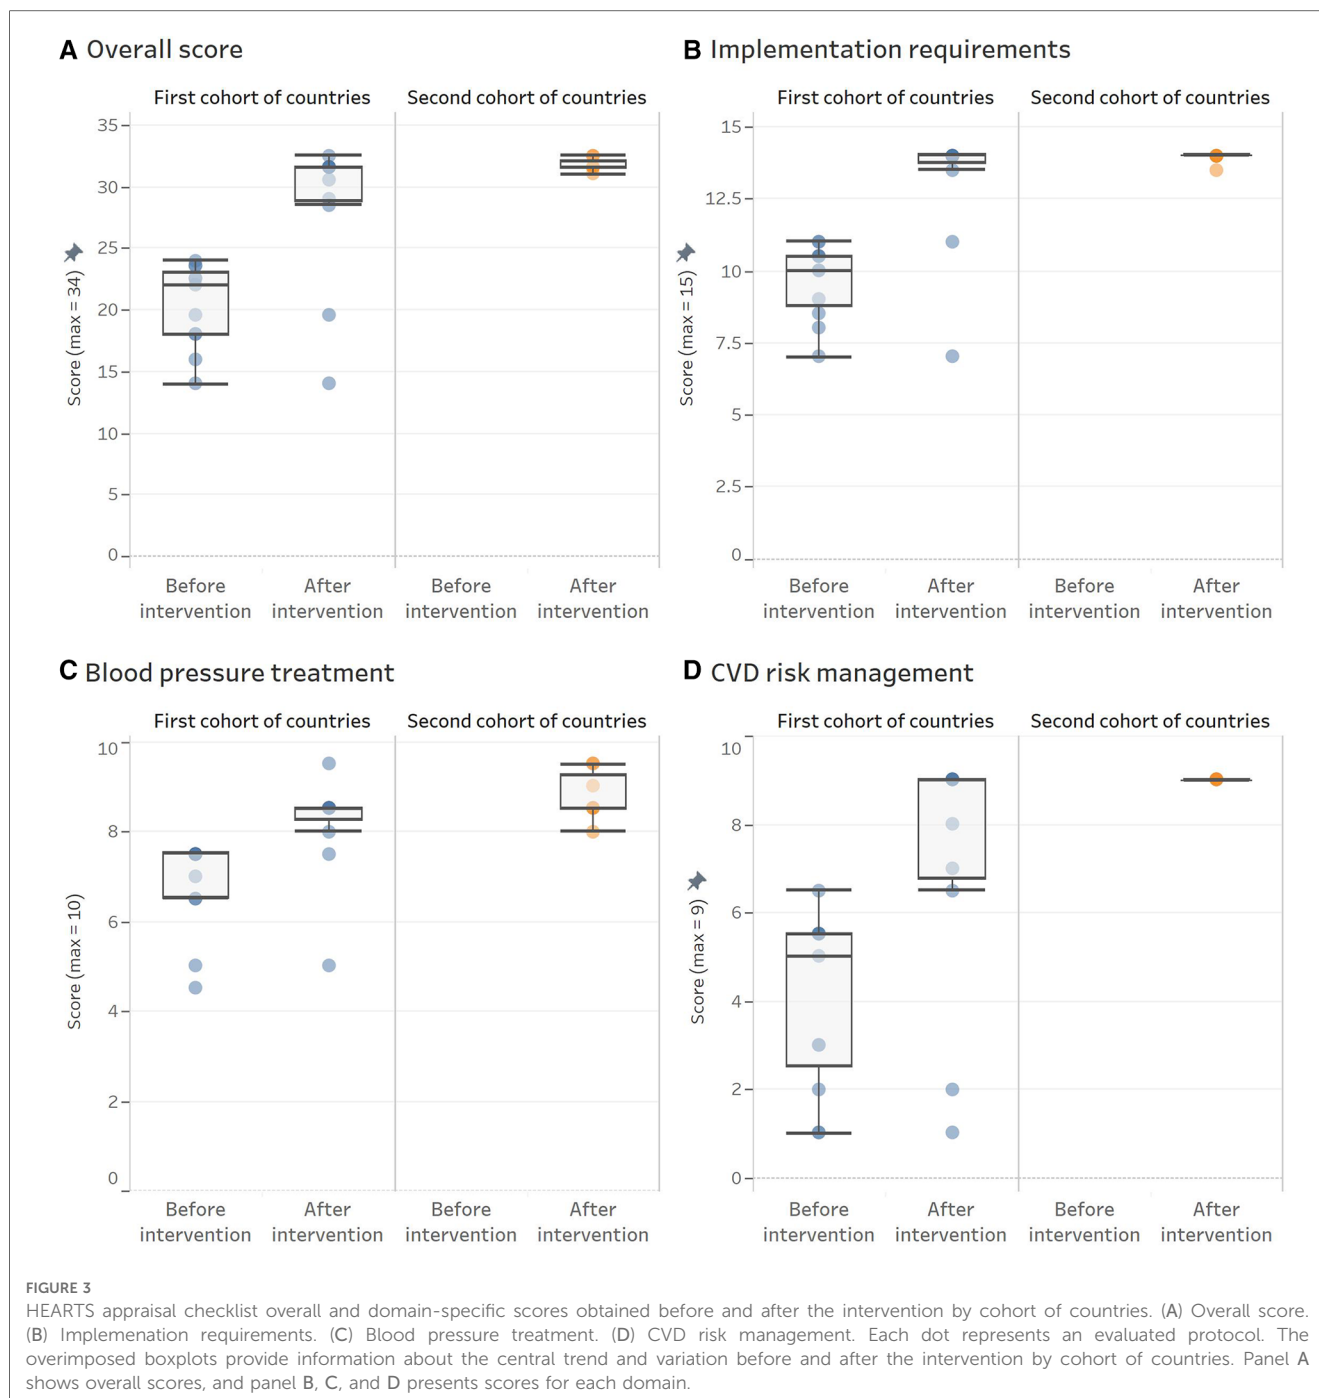 A Overall score
First cohort of countries Second cohort of countries
35
30
25
20
15
10
5
0
Score (max = 34)
Before intervention
After intervention
Before intervention
After intervention
B Implementation requirements
First cohort of countries Second cohort of countries
15
12.5
10
7.5
5
2.5
0
Score (max = 15)
Before intervention
After intervention
Before intervention
After intervention
C Blood pressure treatment
First cohort of countries Second cohort of countries
10
8
6
4
2
0
Score (max = 10)
Before intervention
After intervention
Before intervention
After intervention
D CVD risk management
First cohort of countries Second cohort of countries
10
8
6
4
2
0
Score (max = 9)
Before intervention
After intervention
Before intervention
After intervention
FIGURE 3
HEARTS appraisal checklist overall and domain-specific scores obtained before and after the intervention by cohort of countries. (A) Overall score.
(B) Implemenation requirements. (C) Blood pressure treatment. (D) CVD risk management. Each dot represents an evaluated protocol. The
overimposed boxplots provide information about the central trend and variation before and after the intervention by cohort of countries. Panel A
shows overall scores, and panel B, C, and D presents scores for each domain.